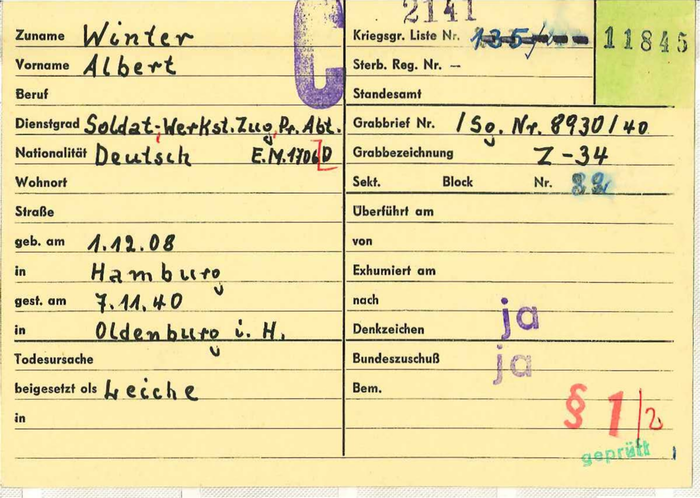 2141
C
Zuname Winter
Vorname Albert
Beruf
Dienstgrad Soldat-Werkst.Zug.Pr.Abt.
Nationalität Deutsch E.M.1706 D
Wohnort
Straße
geb. am 1.12.08
in Hamburg
gest. am 7.11.40
in Oldenburg i. H.
Todesursache
beigesetzt als Leiche
in
Kriegsgr. Liste Nr. 135 11845
Sterb. Reg. Nr. —
Standesamt
Grabbrief Nr. / Sg. Nr. 8930/40
Grabbezeichnung Z-34
Sekt. Block Nr.
Überführt am
von
Exhumiert am
nach
Denkzeichen ja
Bundeszuschuß ja
Bem.
§ 1/2
geprüft